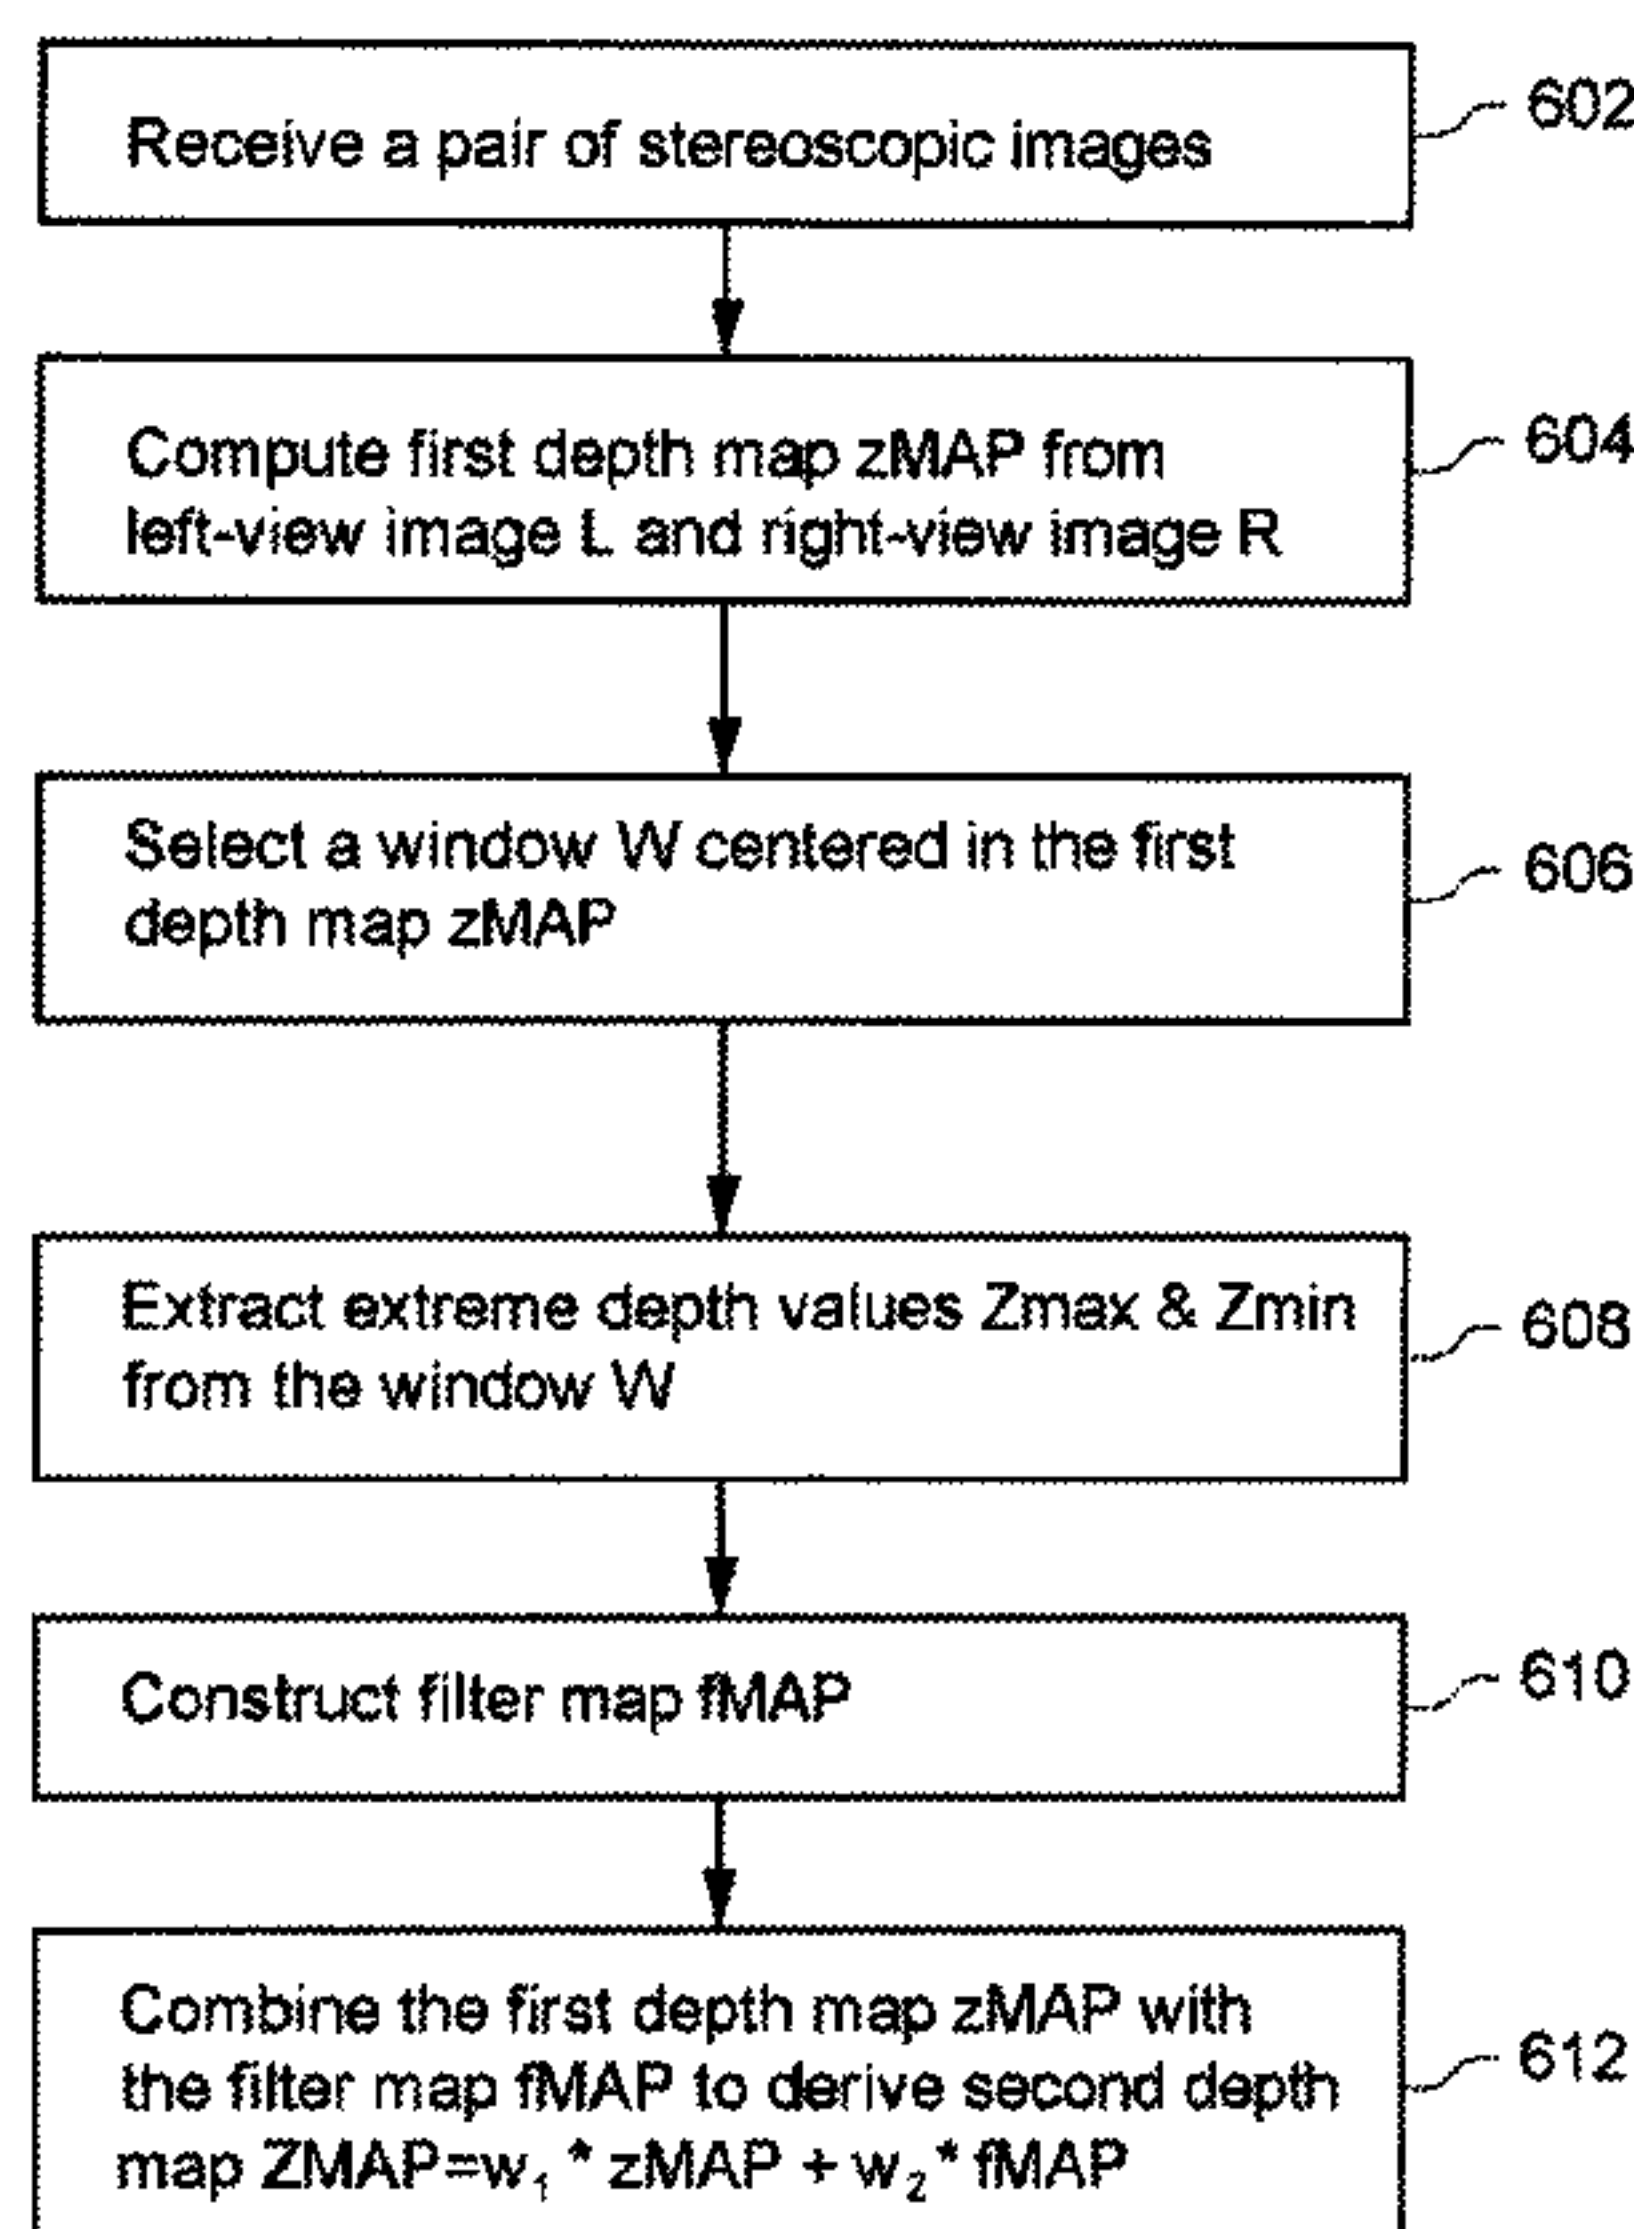 Receive a pair of stereoscopic images
602
Compute first depth map zMAP from
left-view image L and right-view image R
604
Select a window W centered in the first
depth map zMAP
606
Extract extreme depth values Zmax & Zmin
from the window W
608
Construct filter map fMAP
610
Combine the first depth map zMAP with
the filter map fMAP to derive second depth
map ZMAP=w₁ * zMAP + w₂ * fMAP
612